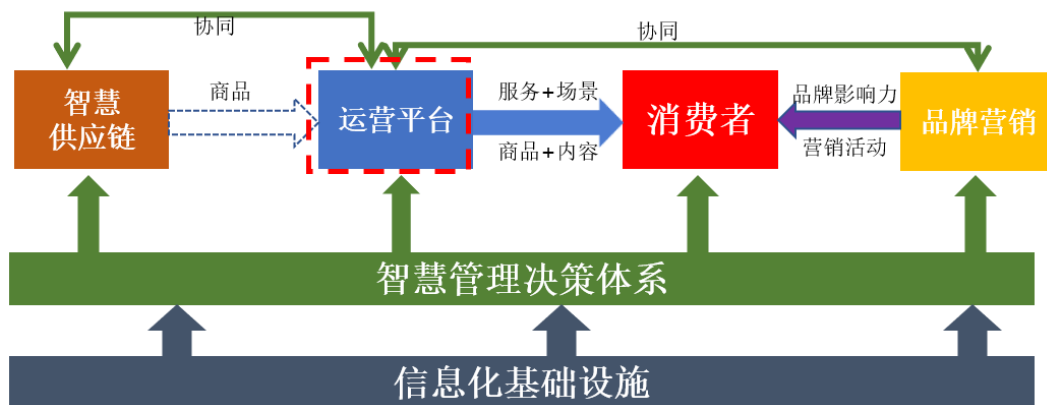 协同
协同
智慧
供应链
商品
运营平台
服务+场景
商品+内容
消费者
品牌影响力
营销活动
品牌营销
智慧管理决策体系
信息化基础设施